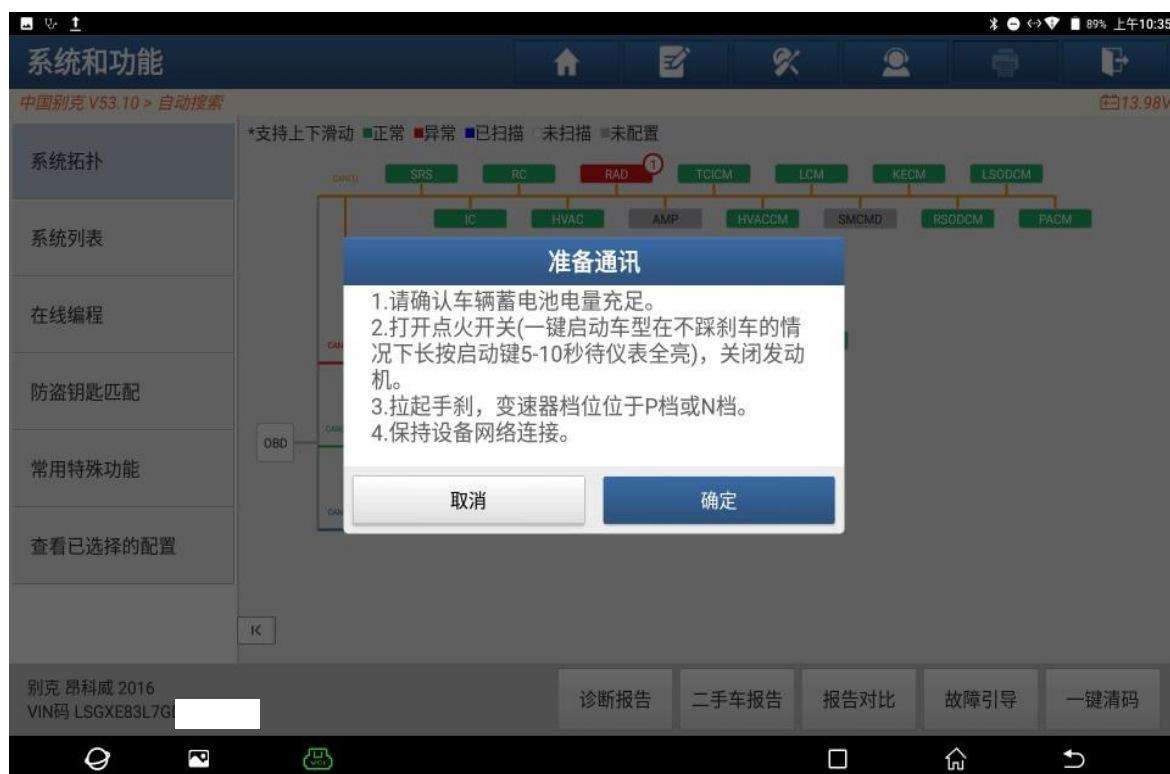 89% 上午10:35
系统和功能
中国别克 V53.10 > 自动搜索
13.98V
系统拓扑
系统列表
在线编程
防盗钥匙匹配
常用特殊功能
查看已选择的配置
*支持上下滑动 正常 异常 已扫描 未扫描 未配置
CAN(1) SRS RC RAD 1 TCICM LCM KECM LSODCM
IC HVAC AMP HVACCM SMCMD RSODCM PACM
OBD
准备通讯
1.请确认车辆蓄电池电量充足。
2.打开点火开关(一键启动车型在不踩刹车的情
况下长按启动键5-10秒待仪表全亮)，关闭发动
机。
3.拉起手刹，变速器档位位于P档或N档。
4.保持设备网络连接。
取消 确定
别克 昂科威 2016
VIN码 LSGXE83L7G
诊断报告 二手车报告 报告对比 故障引导 一键清码
VCI